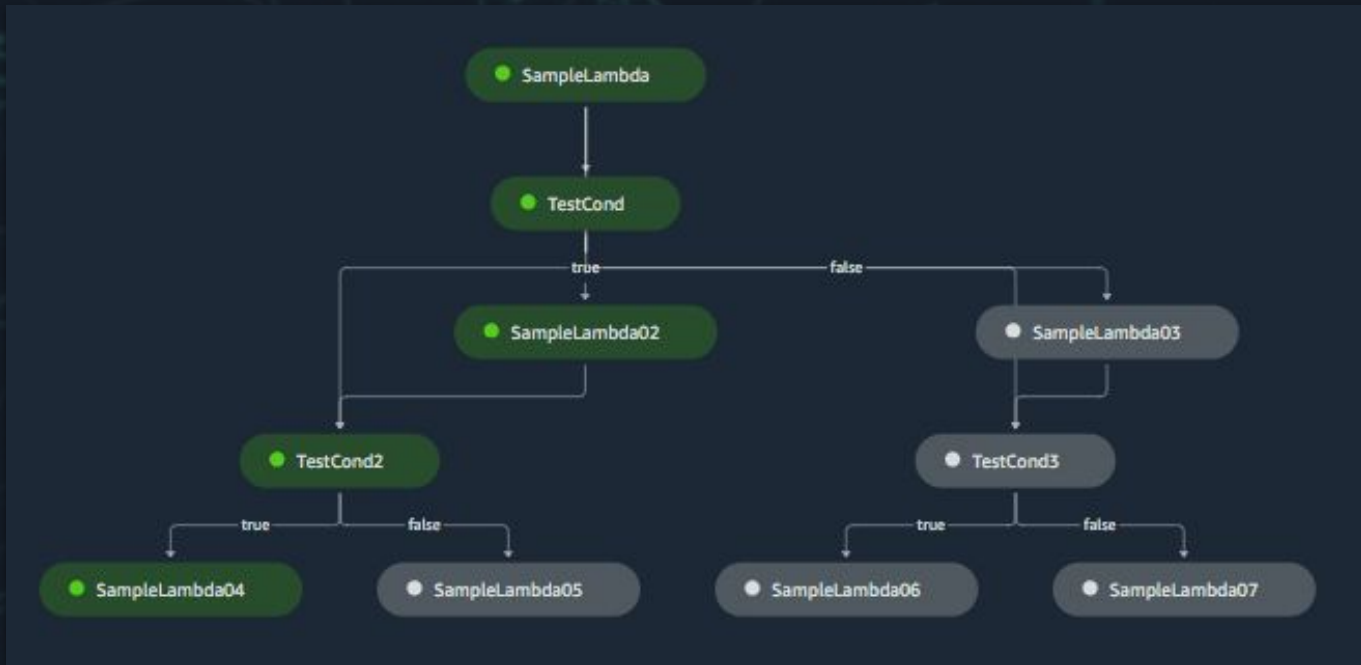 SampleLambda
TestCond
true
false
SampleLambda02
SampleLambda03
TestCond2
TestCond3
true
false
true
false
SampleLambda04
SampleLambda05
SampleLambda06
SampleLambda07